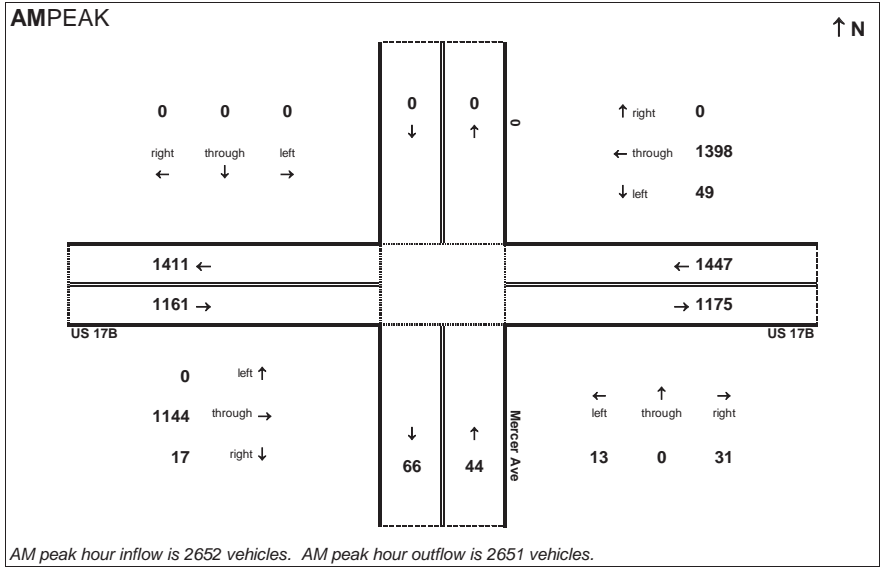 AMPEAK
↑ N
0 0 0
right through left
← ↓ →
0 0
↓ ↑
0
↑ right 0
← through 1398
↓ left 49
1411 ←
← 1447
1161 →
→ 1175
US 17B
US 17B
0 left ↑
1144 through →
17 right ↓
↓ ↑
66 44
Mercer Ave
← ↑ →
left through right
13 0 31
AM peak hour inflow is 2652 vehicles. AM peak hour outflow is 2651 vehicles.